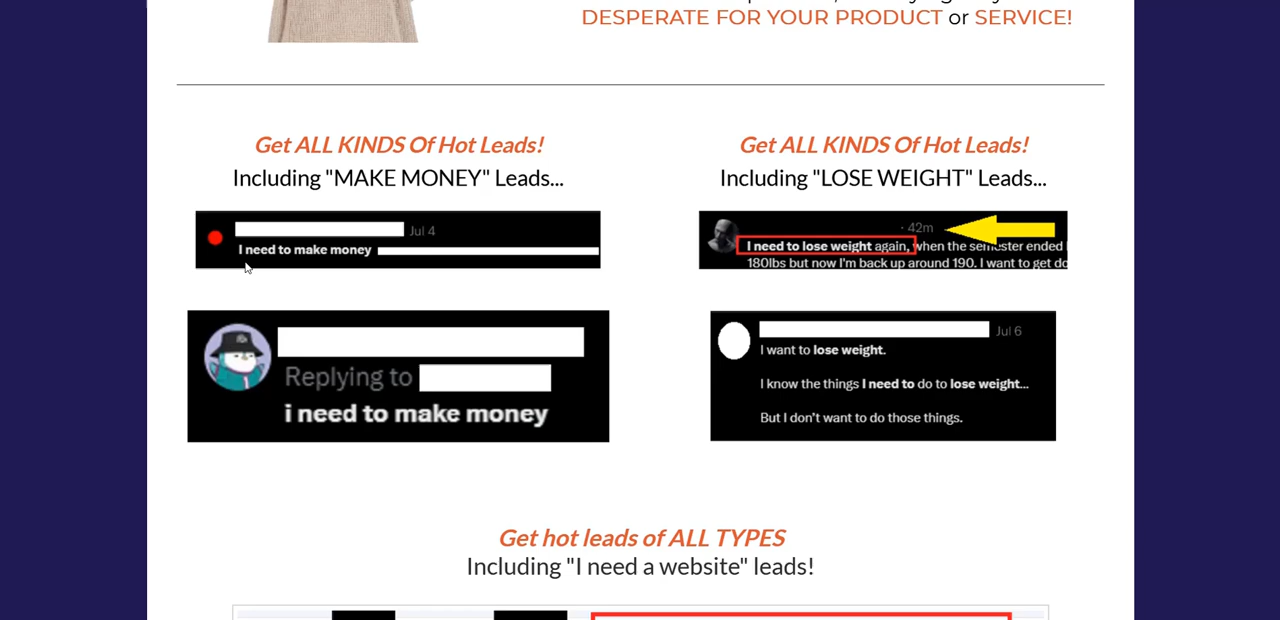 DESPERATE FOR YOUR PRODUCT or SERVICE!
Get ALL KINDS Of Hot Leads!
Including "MAKE MONEY" Leads...
Jul 4
I need to make money
Replying to
i need to make money
Get ALL KINDS Of Hot Leads!
Including "LOSE WEIGHT" Leads...
· 42m
I need to lose weight again, when the semester ended
180lbs but now I'm back up around 190. I want to get
Jul 6
I want to lose weight.
I know the things I need to do to lose weight...
But I don't want to do those things.
Get hot leads of ALL TYPES
Including "I need a website" leads!